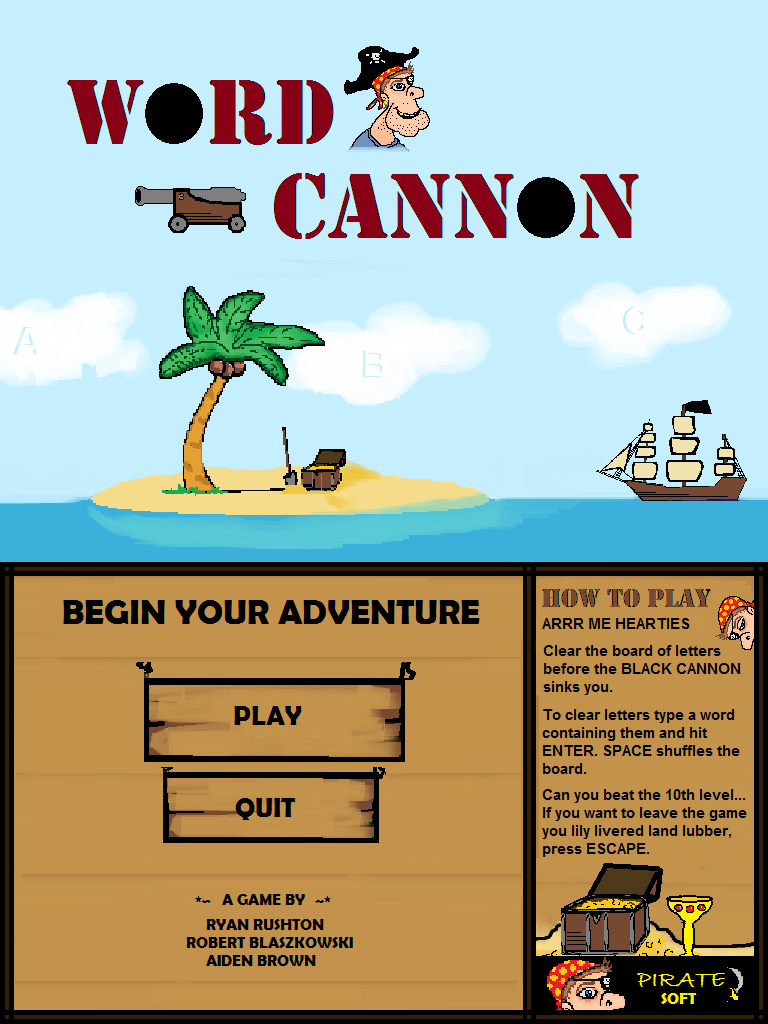 WORD
CANNON
A
B
C
BEGIN YOUR ADVENTURE
PLAY
QUIT
*~ A GAME BY ~*
RYAN RUSHTON
ROBERT BLASZKOWSKI
AIDEN BROWN
HOW TO PLAY
ARRR ME HEARTIES
Clear the board of letters
before the BLACK CANNON
sinks you.
To clear letters type a word
containing them and hit
ENTER. SPACE shuffles the
board.
Can you beat the 10th level...
If you want to leave the game
you lily livered land lubber,
press ESCAPE.
PIRATE
SOFT